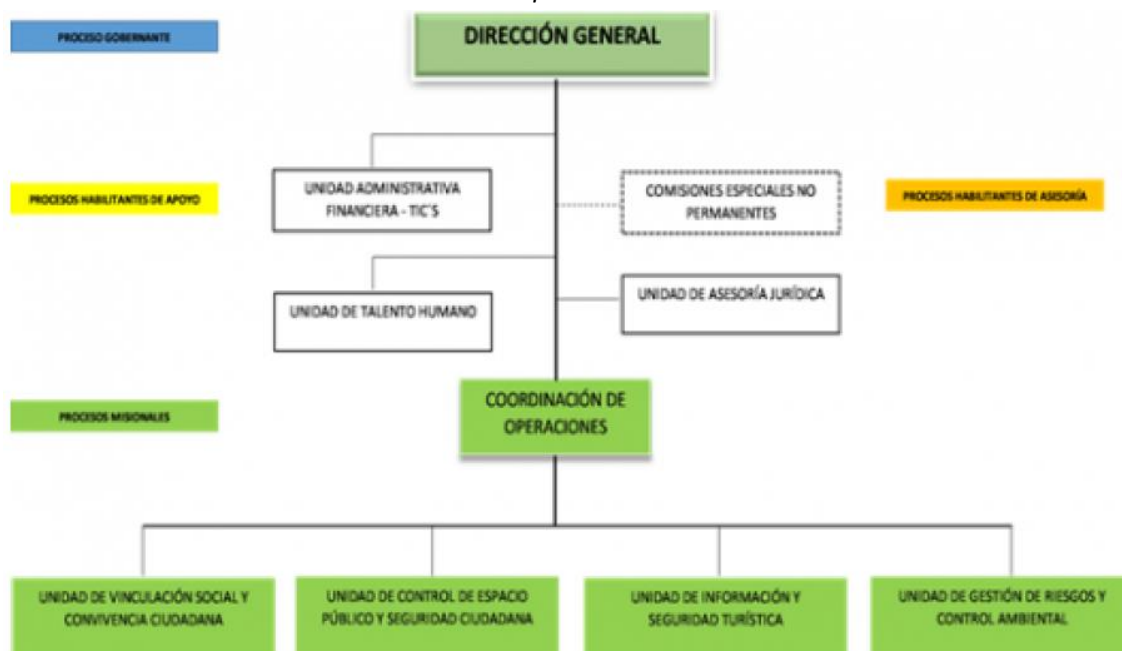 PROCESO GOBERNANTE
DIRECCIÓN GENERAL
PROCESOS HABILITANTES DE APOYO
UNIDAD ADMINISTRATIVA
FINANCIERA - TIC´S
COMISIONES ESPECIALES NO
PERMANENTES
PROCESOS HABILITANTES DE ASESORÍA
UNIDAD DE TALENTO HUMANO
UNIDAD DE ASESORÍA JURÍDICA
PROCESOS MISIONALES
COORDINACIÓN DE
OPERACIONES
UNIDAD DE VINCULACIÓN SOCIAL Y
CONVIVENCIA CIUDADANA
UNIDAD DE CONTROL DE ESPACIO
PÚBLICO Y SEGURIDAD CIUDADANA
UNIDAD DE INFORMACIÓN Y
SEGURIDAD TURÍSTICA
UNIDAD DE GESTIÓN DE RIESGOS Y
CONTROL AMBIENTAL